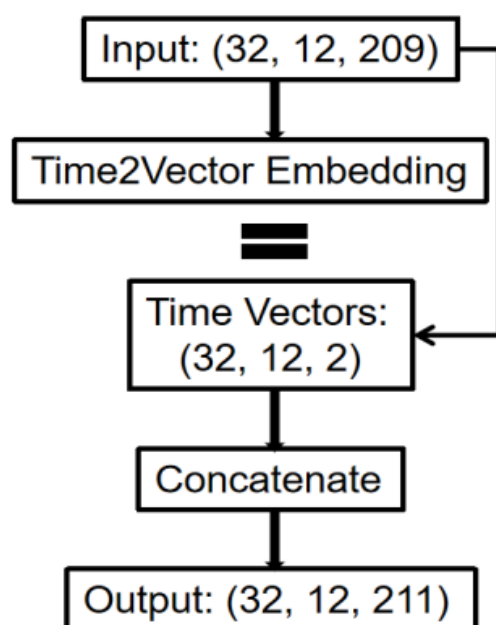 Input: (32, 12, 209)
Time2Vector Embedding
=
Time Vectors:
(32, 12, 2)
Concatenate
Output: (32, 12, 211)